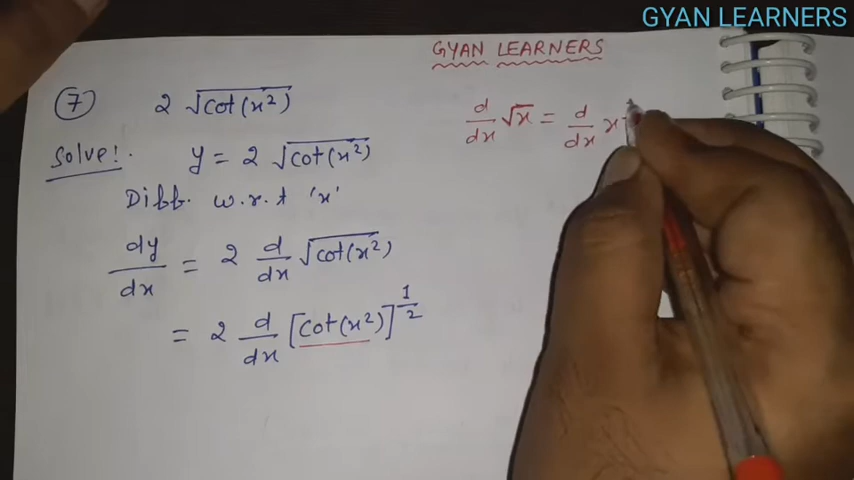 GYAN LEARNERS
GYAN LEARNERS
7 2 √cot(x²)
d/dx √x = d/dx x
Solve:
y = 2 √cot(x²)
Diff. w.r.t 'x'
dy/dx = 2 d/dx √cot(x²)
= 2 d/dx [cot(x²)]^1/2